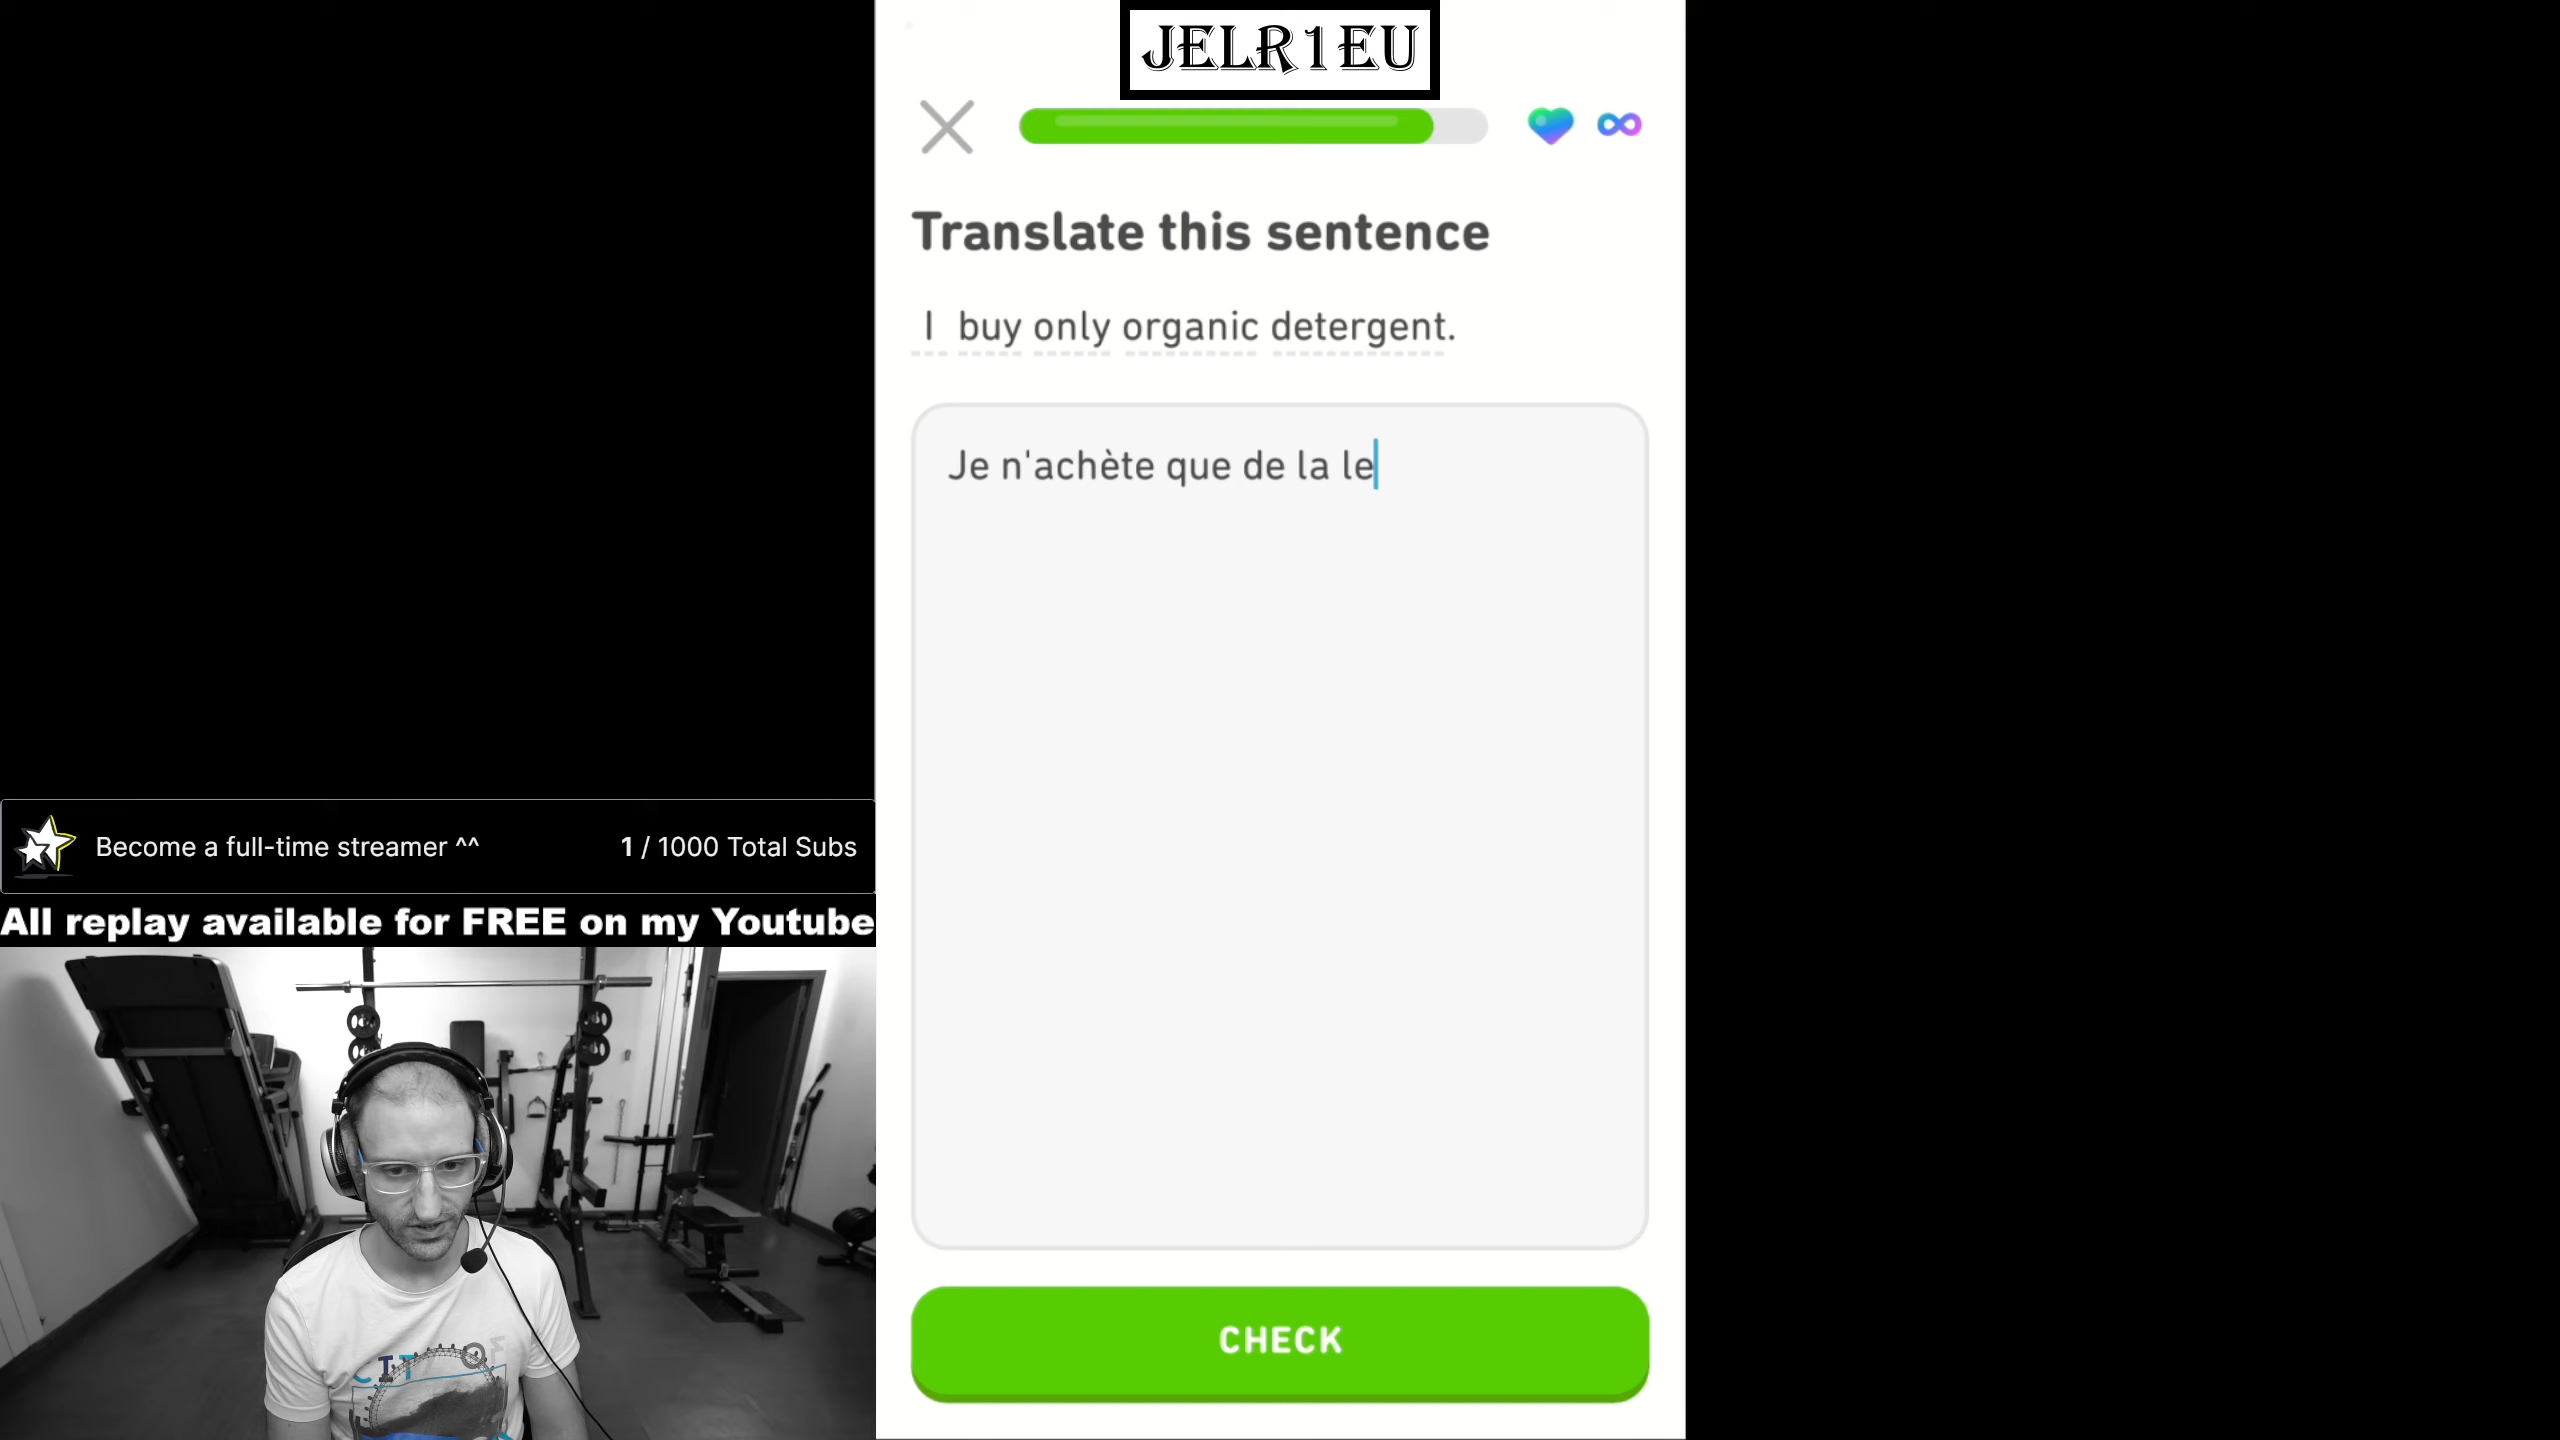 JELR1EU
Translate this sentence
I buy only organic detergent.
Je n'achète que de la le
Become a full-time streamer ^^ 1 / 1000 Total Subs
All replay available for FREE on my Youtube
CHECK